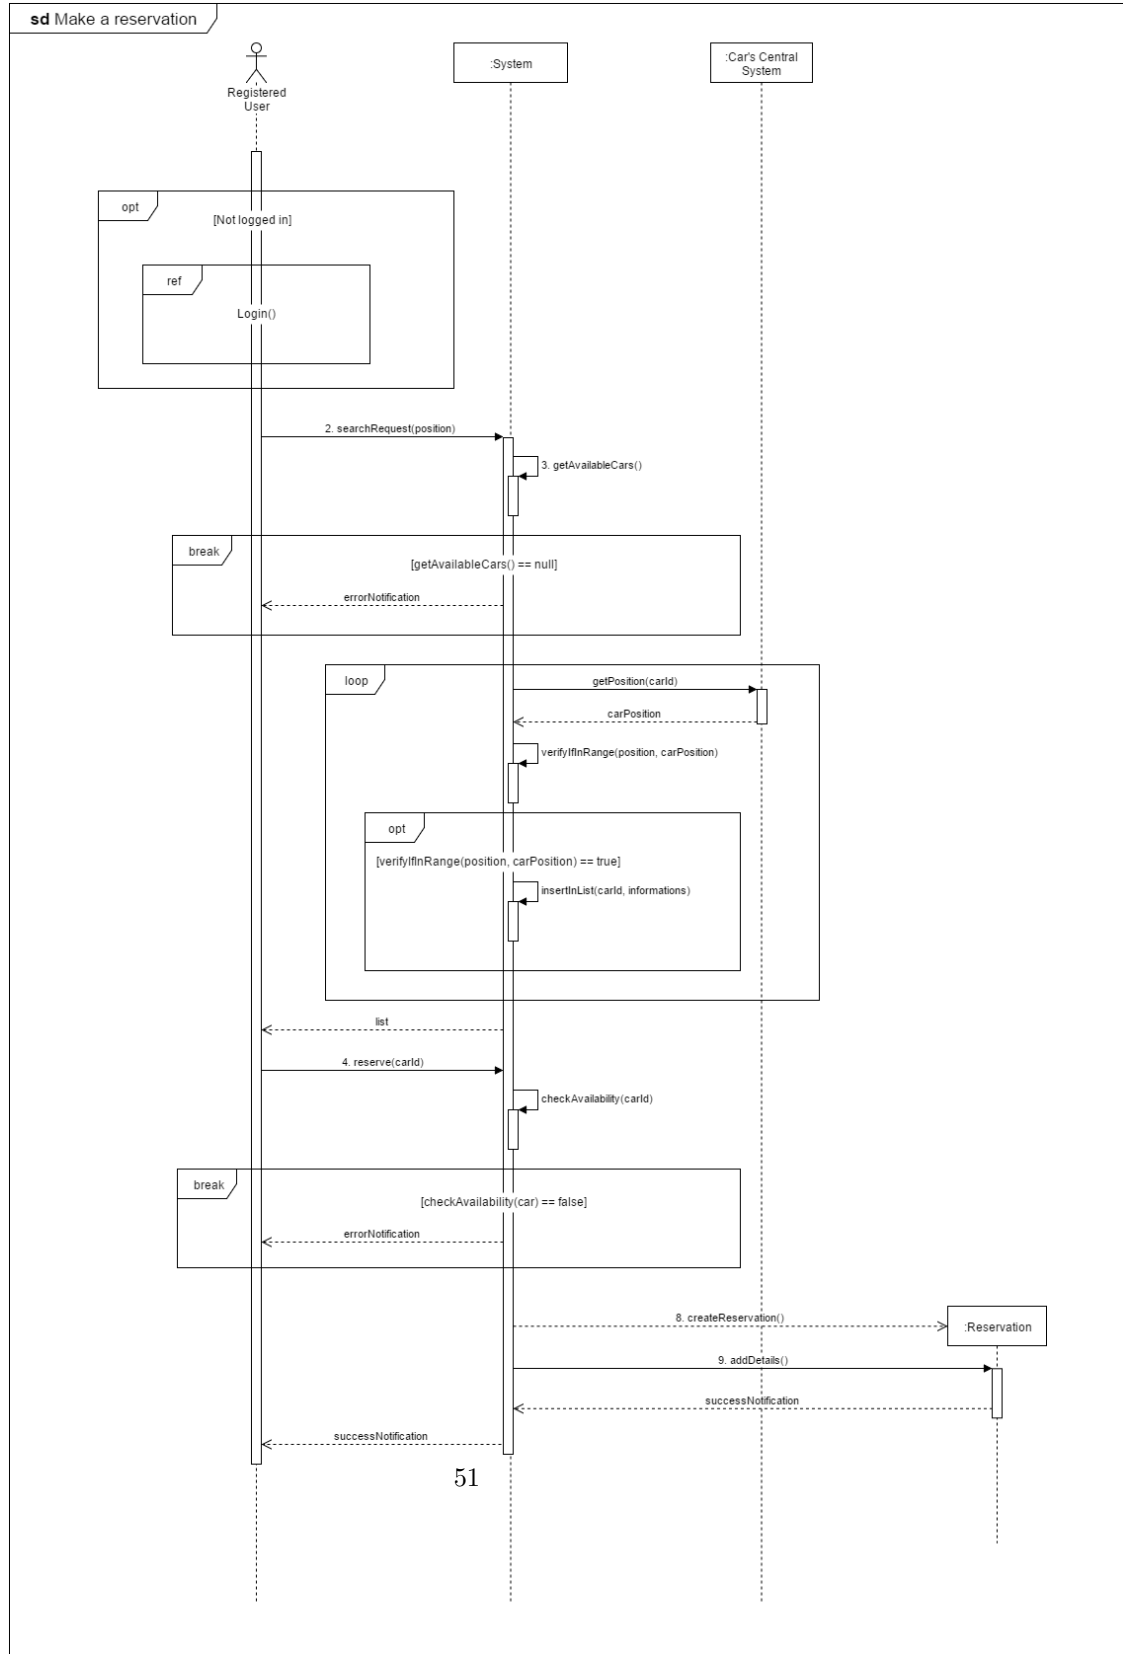 sd Make a reservation
:System
:Car's Central
System
Registered
User
opt
[Not logged in]
ref
Login()
2. searchRequest(position)
3. getAvailableCars()
break
[getAvailableCars() == null]
errorNotification
loop
getPosition(carId)
carPosition
verifyIfInRange(position, carPosition)
opt
[verifyIfInRange(position, carPosition) == true]
insertInList(carId, informations)
list
4. reserve(carId)
checkAvailability(carId)
break
[checkAvailability(car) == false]
errorNotification
8. createReservation()
:Reservation
9. addDetails()
successNotification
successNotification
51